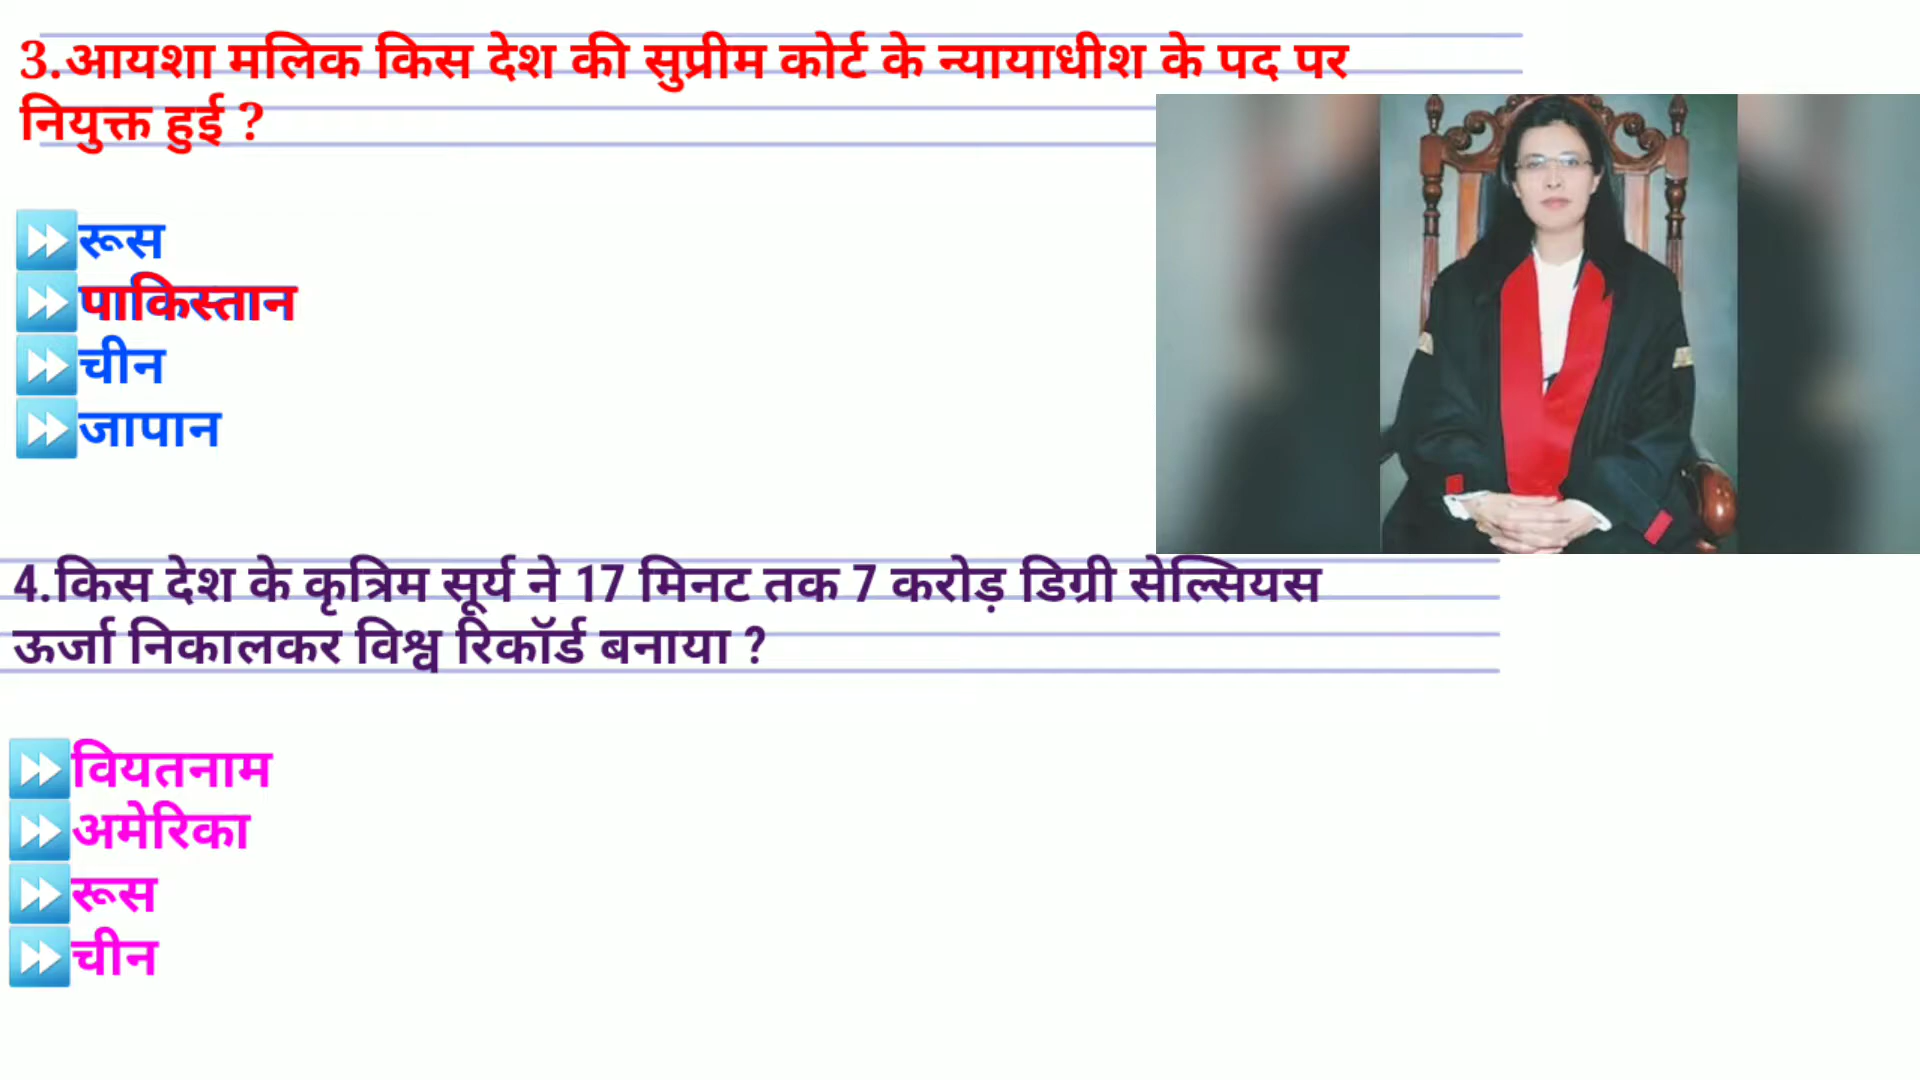 3.आयशा मलिक किस देश की सुप्रीम कोर्ट के न्यायाधीश के पद पर
नियुक्त हुई ?
⏩रूस
⏩पाकिस्तान
⏩चीन
⏩जापान
4.किस देश के कृत्रिम सूर्य ने 17 मिनट तक 7 करोड़ डिग्री सेल्सियस
ऊर्जा निकालकर विश्व रिकॉर्ड बनाया ?
⏩वियतनाम
⏩अमेरिका
⏩रूस
⏩चीन